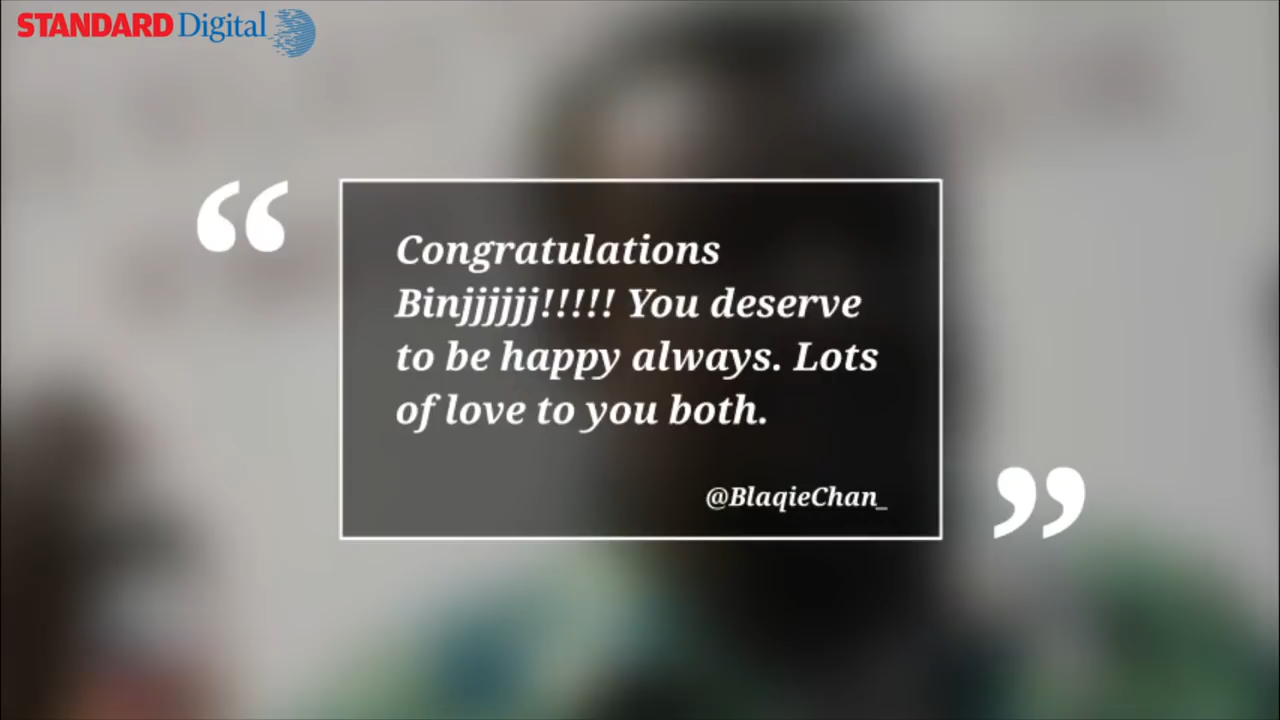 STANDARD Digital
“
Congratulations
Binjjjjjj!!!!! You deserve
to be happy always. Lots
of love to you both.
@BlaqieChan_
”